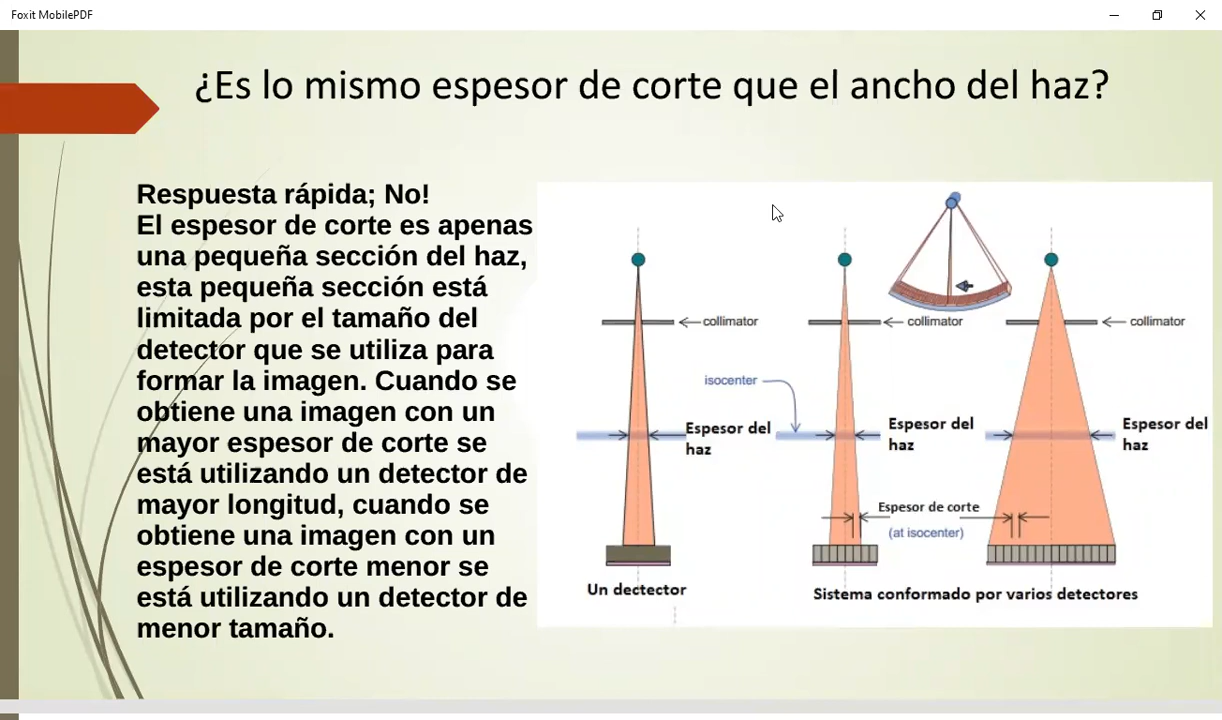 Foxit MobilePDF
¿Es lo mismo espesor de corte que el ancho del haz?
Respuesta rápida; No!
El espesor de corte es apenas
una pequeña sección del haz,
esta pequeña sección está
limitada por el tamaño del
detector que se utiliza para
formar la imagen. Cuando se
obtiene una imagen con un
mayor espesor de corte se
está utilizando un detector de
mayor longitud, cuando se
obtiene una imagen con un
espesor de corte menor se
está utilizando un detector de
menor tamaño.
collimator
collimator
collimator
isocenter
Espesor del
haz
Espesor del
haz
Espesor del
haz
Espesor de corte
(at isocenter)
Un dectector
Sistema conformado por varios detectores